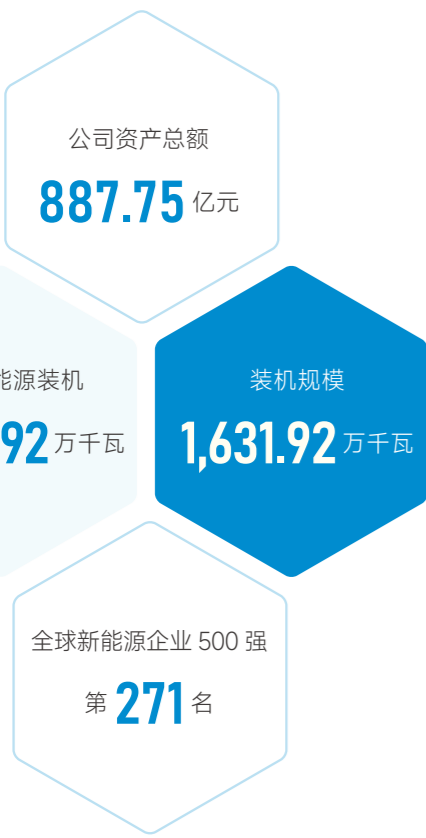 公司资产总额
887.75 亿元
能源装机
92 万千瓦
装机规模
1,631.92 万千瓦
全球新能源企业 500 强
第 271 名